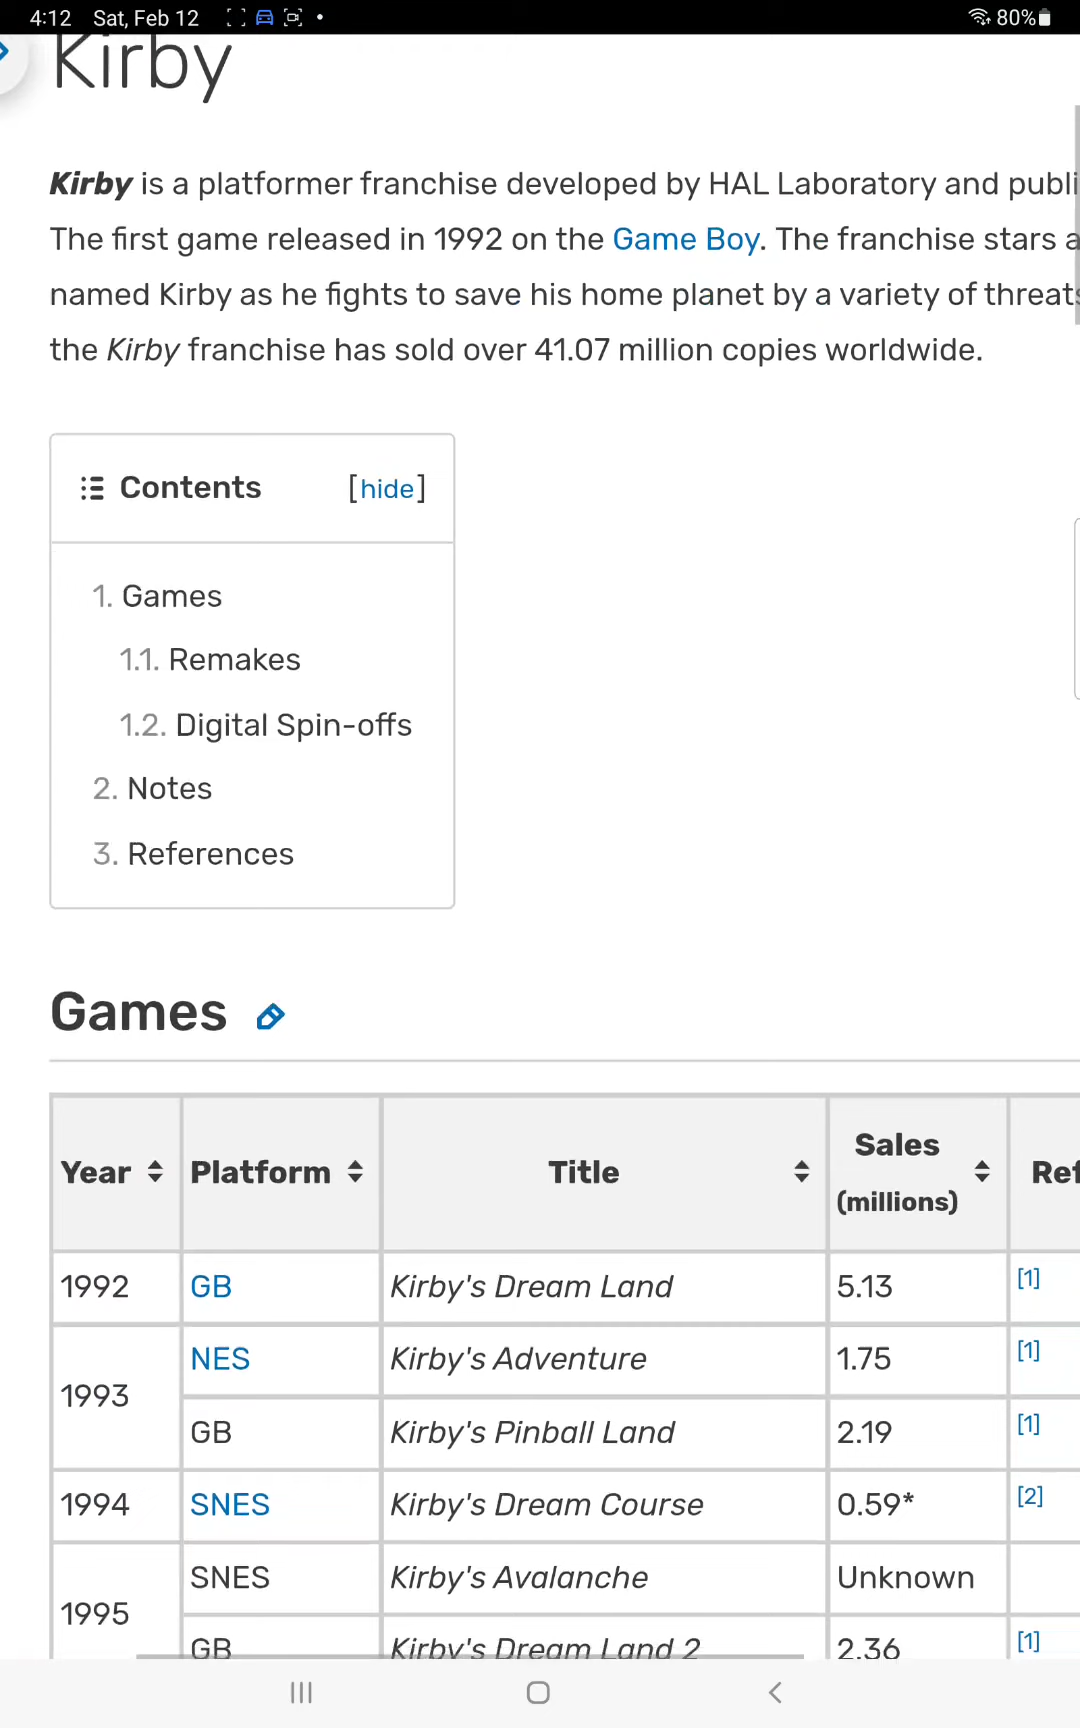 4:12 Sat, Feb 12 80%
Kirby
Kirby is a platformer franchise developed by HAL Laboratory and publi
The first game released in 1992 on the Game Boy. The franchise stars a
named Kirby as he fights to save his home planet by a variety of threats
the Kirby franchise has sold over 41.07 million copies worldwide.
Contents [hide]
1. Games
1.1. Remakes
1.2. Digital Spin-offs
2. Notes
3. References
Games
Year Platform Title Sales (millions) Ref
1992 GB Kirby's Dream Land 5.13 [1]
1993 NES Kirby's Adventure 1.75 [1]
GB Kirby's Pinball Land 2.19 [1]
1994 SNES Kirby's Dream Course 0.59* [2]
1995 SNES Kirby's Avalanche Unknown
GB Kirby's Dream Land 2 2.36 [1]